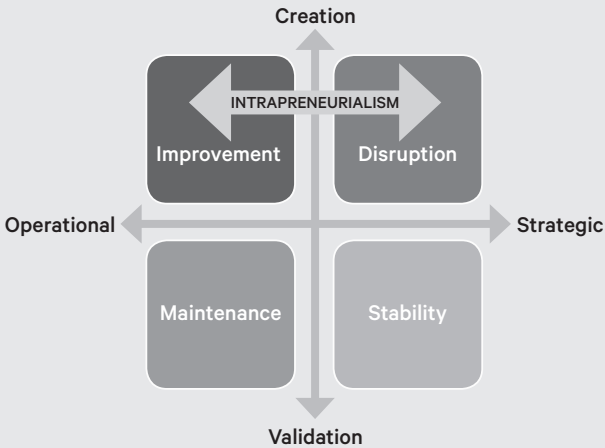 Creation
INTRAPRENEURIALISM
Improvement Disruption
Operational Strategic
Maintenance Stability
Validation